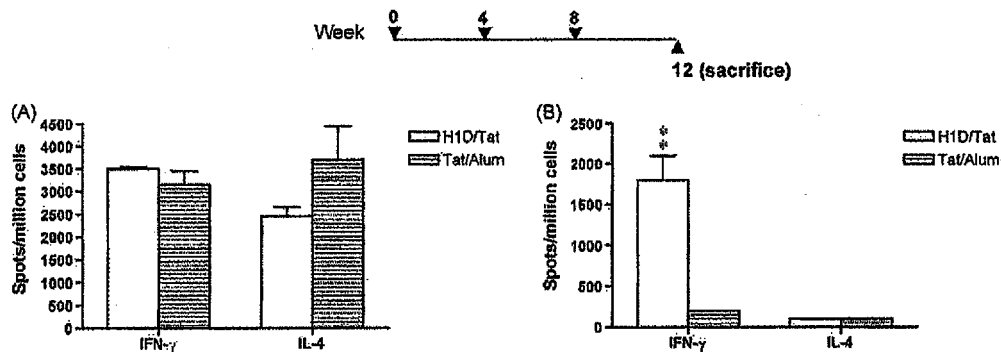 Week
0 4 8
12 (sacrifice)
(A)
Spots/million cells
4500
4000
3500
3000
2500
2000
1500
1000
500
0
IFN-γ IL-4
H1D/Tat
Tat/Alum
(B)
Spots/million cells
2500
2000
1500
1000
500
0
**
IFN-γ IL-4
H1D/Tat
Tat/Alum